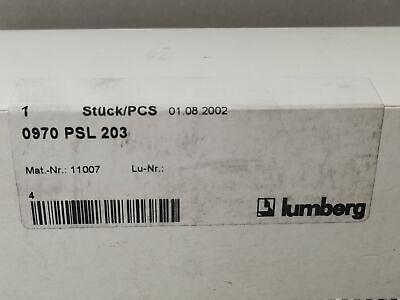 1 Stück/PCS 01.08.2002
0970 PSL 203
Mat.-Nr.: 11007 Lu-Nr.:
4
lumberg